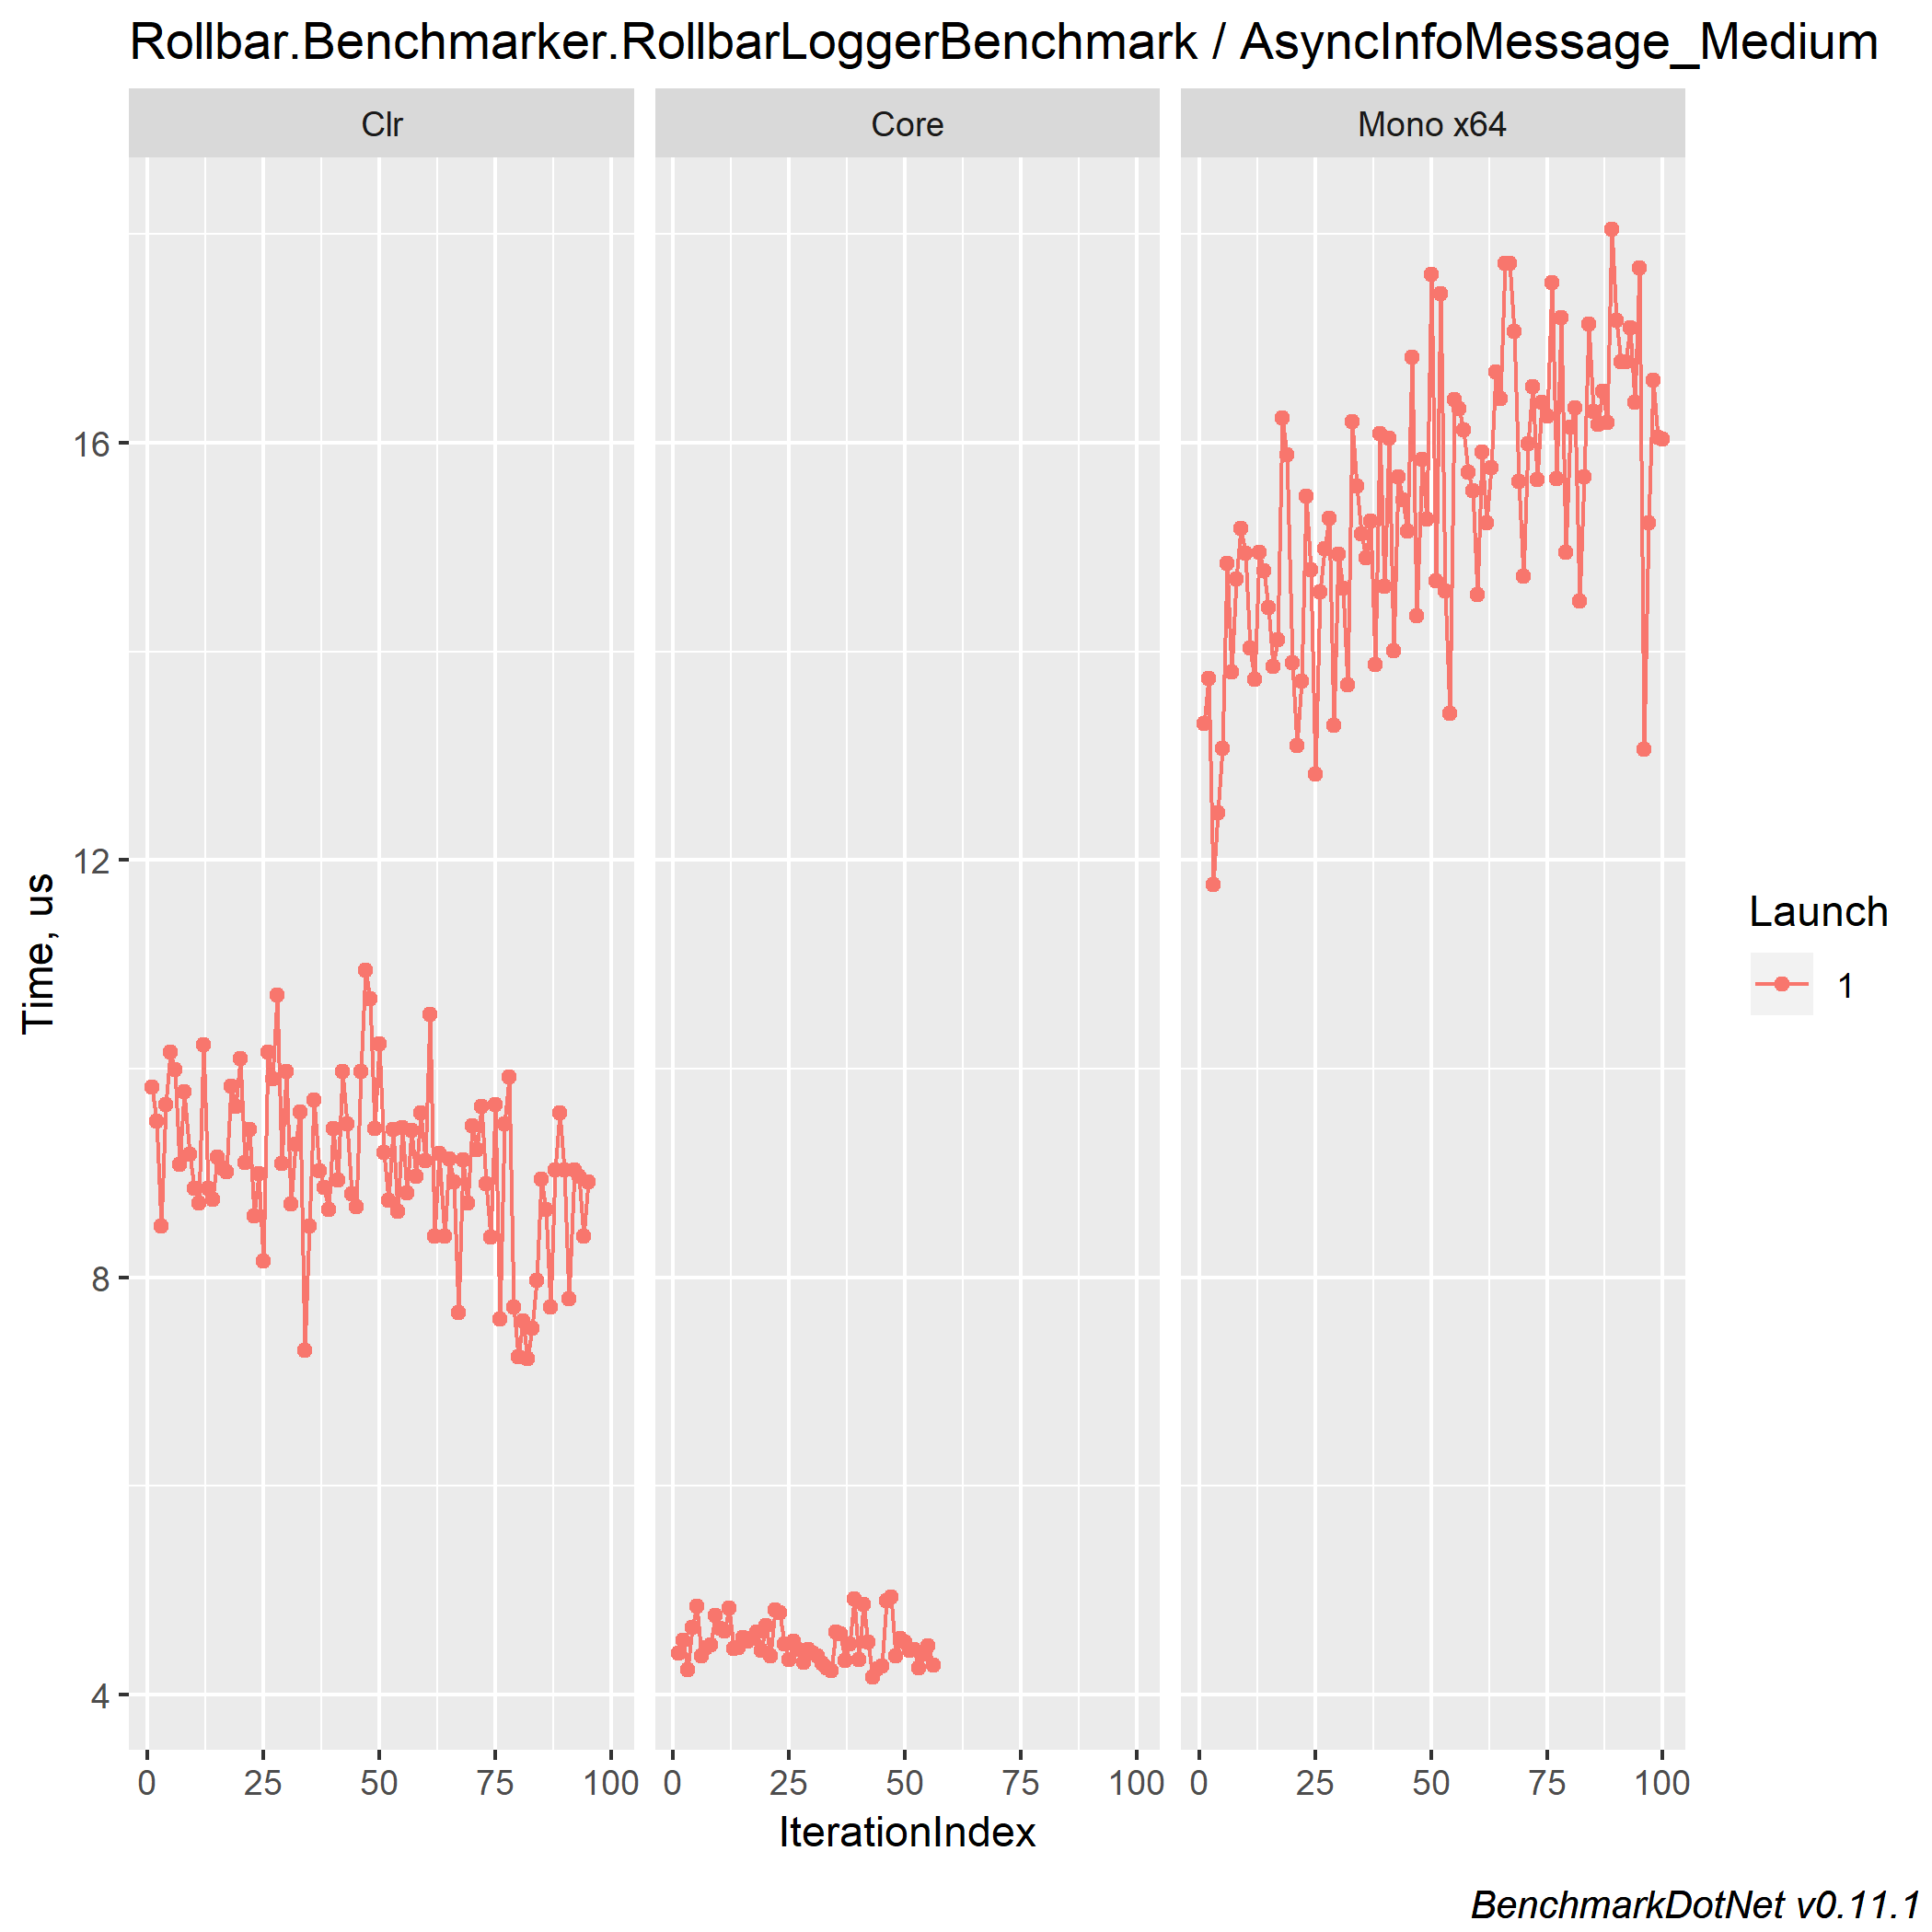 Rollbar.Benchmarker.RollbarLoggerBenchmark / AsyncInfoMessage_Medium
Clr
Core
Mono x64
16
12
8
4
Time, us
0 25 50 75 100
0 25 50 75 100
0 25 50 75 100
IterationIndex
Launch
1
BenchmarkDotNet v0.11.1